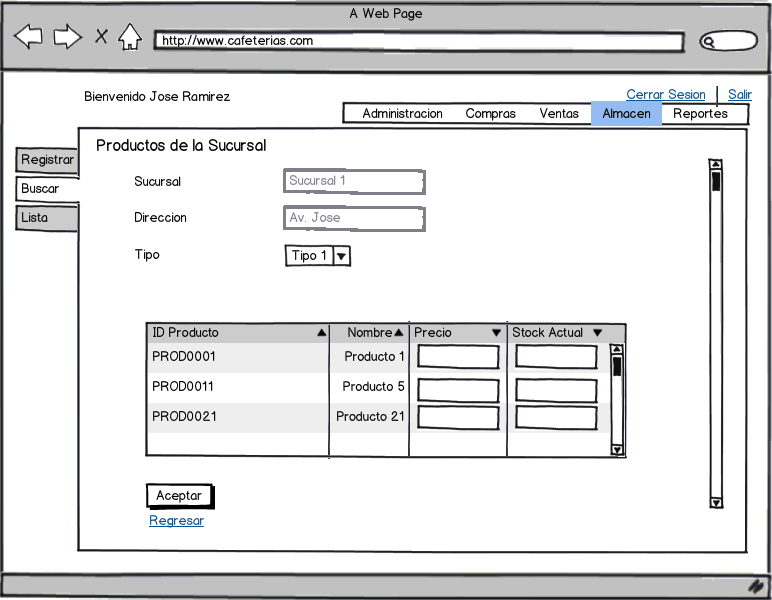 A Web Page
http://www.cafeterias.com
Bienvenido Jose Ramirez
Cerrar Sesion
Salir
Administracion Compras Ventas Almacen Reportes
Registrar
Buscar
Lista
Productos de la Sucursal
Sucursal Sucursal 1
Direccion Av. Jose
Tipo Tipo 1
ID Producto Nombre Precio Stock Actual
PROD0001 Producto 1
PROD0011 Producto 5
PROD0021 Producto 21
Aceptar
Regresar